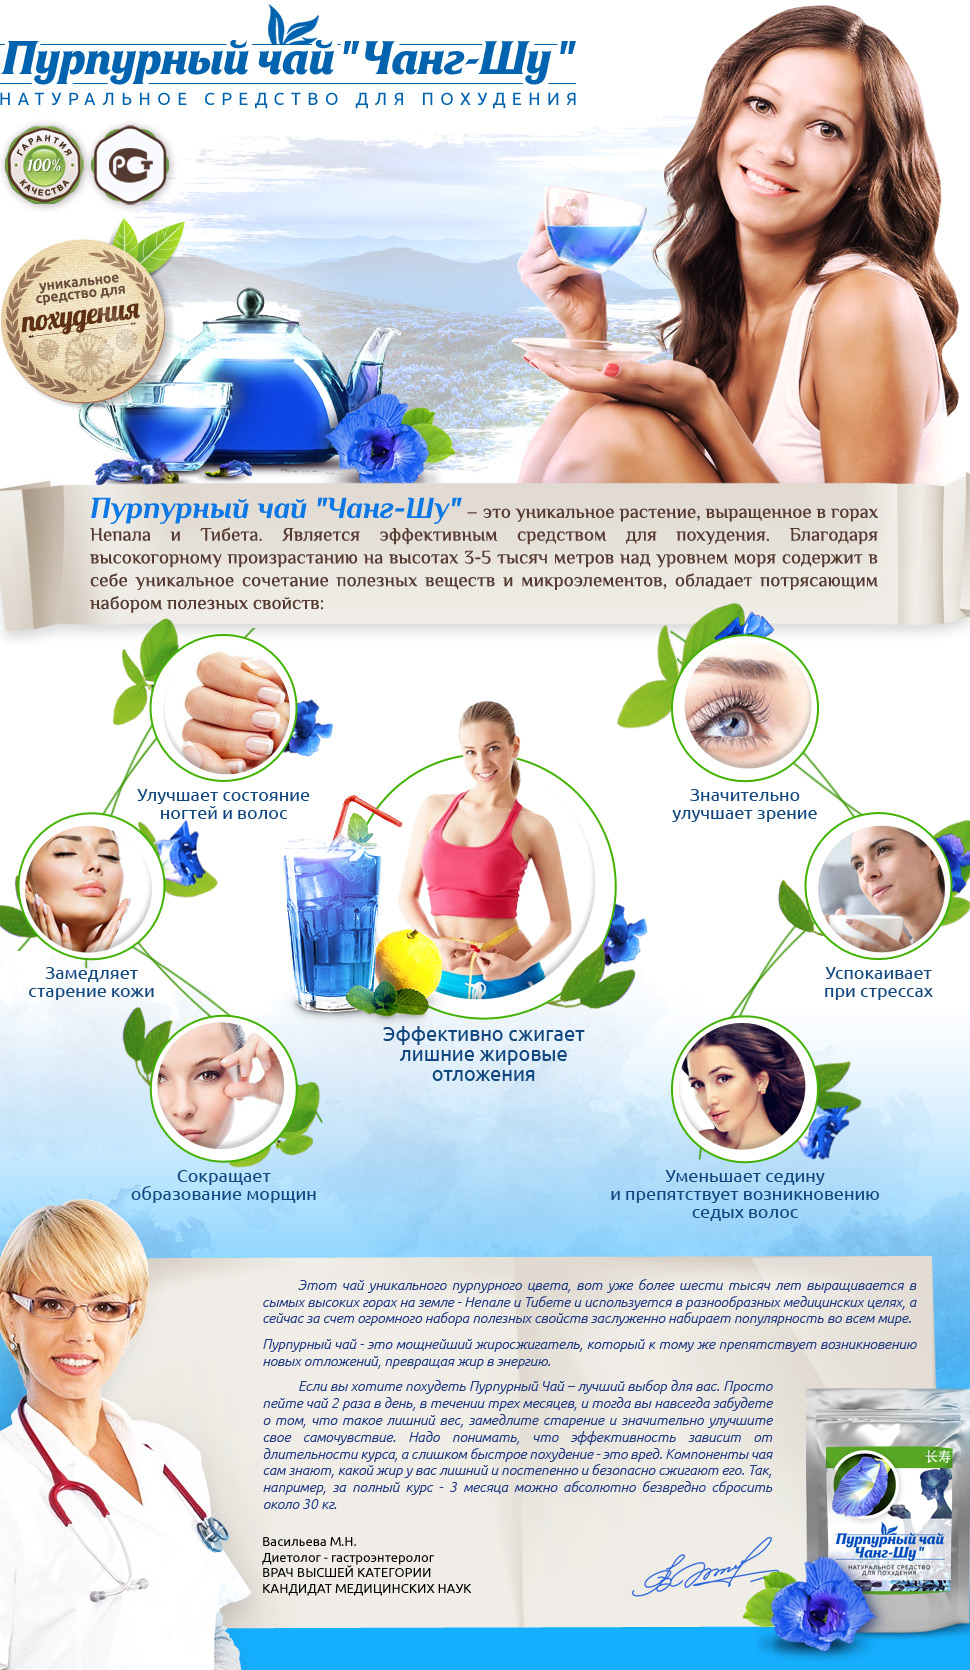 Пурпурный чай "Чанг-Шу"
НАТУРАЛЬНОЕ СРЕДСТВО ДЛЯ ПОХУДЕНИЯ
ГАРАНТИЯ
100%
КАЧЕСТВА
РСТ
уникальное
средство для
похудения
Пурпурный чай "Чанг-Шу" – это уникальное растение, выращенное в горах
Непала и Тибета. Является эффективным средством для похудения. Благодаря
высокогорному произрастанию на высотах 3-5 тысяч метров над уровнем моря содержит в
себе уникальное сочетание полезных веществ и микроэлементов, обладает потрясающим
набором полезных свойств:
Улучшает состояние
ногтей и волос
Значительно
улучшает зрение
Замедляет
старение кожи
Успокаивает
при стрессах
Эффективно сжигает
лишние жировые
отложения
Сокращает
образование морщин
Уменьшает седину
и препятствует возникновению
седых волос
Этот чай уникального пурпурного цвета, вот уже более шести тысяч лет выращивается в
сымых высоких горах на земле - Непале и Тибете и используется в разнообразных медицинских целях, а
сейчас за счет огромного набора полезных свойств заслуженно набирает популярность во всем мире.
Пурпурный чай - это мощнейший жиросжигатель, который к тому же препятствует возникновению
новых отложений, превращая жир в энергию.
Если вы хотите похудеть Пурпурный Чай – лучший выбор для вас. Просто
пейте чай 2 раза в день, в течении трех месяцев, и тогда вы навсегда забудете
о том, что такое лишний вес, замедлите старение и значительно улучшите
свое самочувствие. Надо понимать, что эффективность зависит от
длительности курса, а слишком быстрое похудение - это вред. Компоненты чая
сам знают, какой жир у вас лишний и постепенно и безопасно сжигают его. Так,
например, за полный курс - 3 месяца можно абсолютно безвредно сбросить
около 30 кг.
Васильева М.Н.
Диетолог - гастроэнтеролог
ВРАЧ ВЫСШЕЙ КАТЕГОРИИ
КАНДИДАТ МЕДИЦИНСКИХ НАУК
长寿
Пурпурный чай
"Чанг-Шу"
НАТУРАЛЬНОЕ СРЕДСТВО
ДЛЯ ПОХУДЕНИЯ